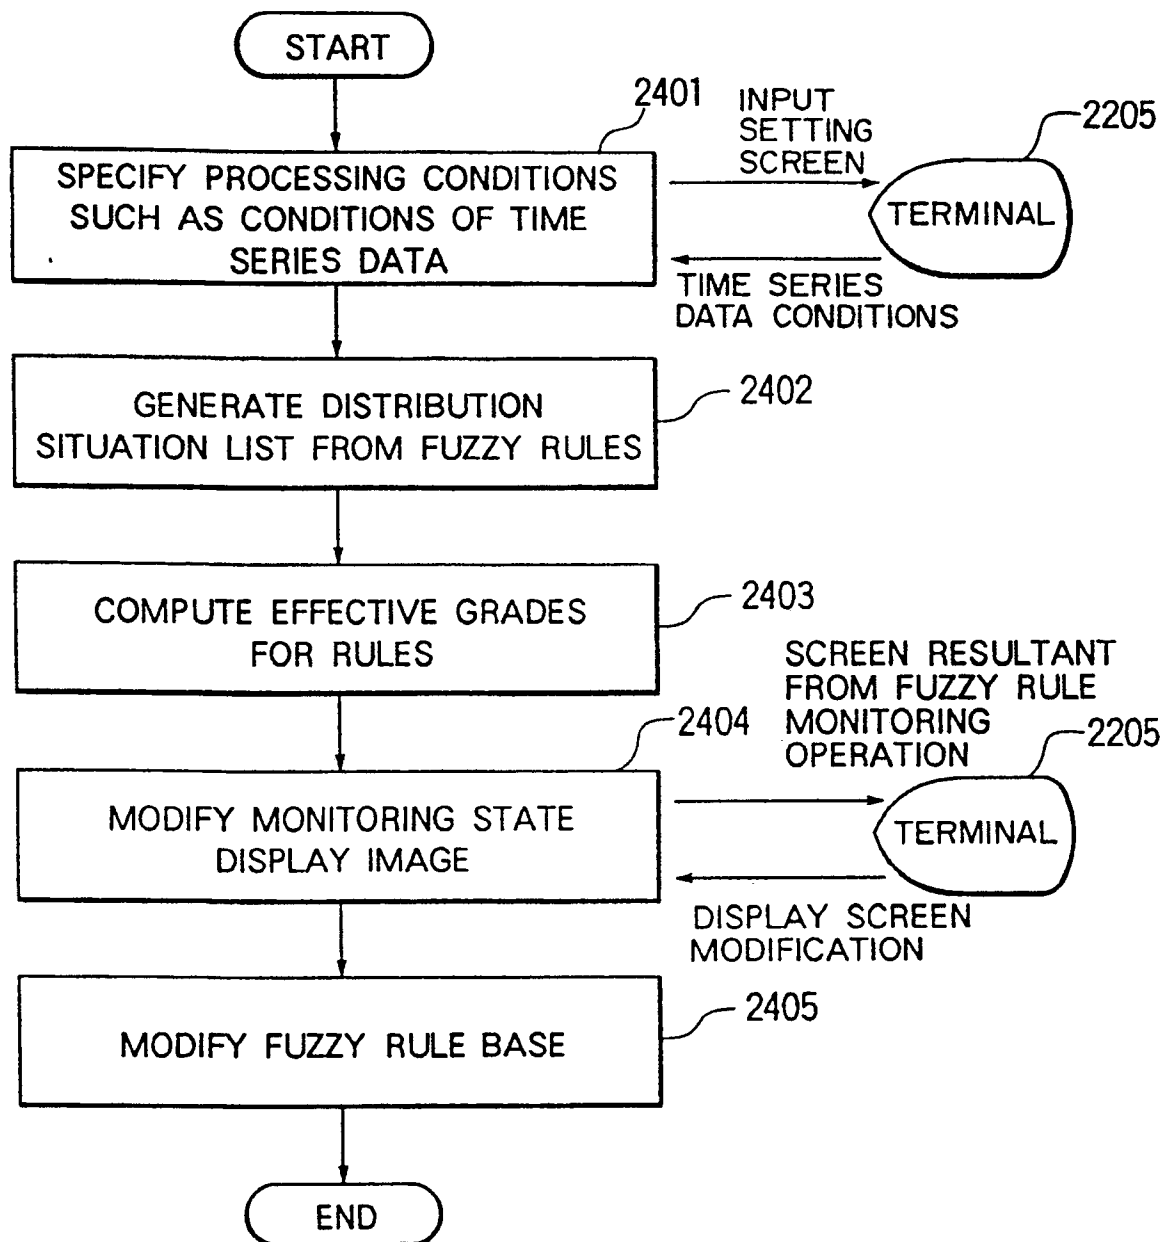 START
2401
INPUT
SETTING
SCREEN
2205
SPECIFY PROCESSING CONDITIONS
SUCH AS CONDITIONS OF TIME
SERIES DATA
TERMINAL
TIME SERIES
DATA CONDITIONS
2402
GENERATE DISTRIBUTION
SITUATION LIST FROM FUZZY RULES
2403
COMPUTE EFFECTIVE GRADES
FOR RULES
SCREEN RESULTANT
FROM FUZZY RULE
MONITORING
OPERATION
2404
2205
MODIFY MONITORING STATE
DISPLAY IMAGE
TERMINAL
DISPLAY SCREEN
MODIFICATION
2405
MODIFY FUZZY RULE BASE
END